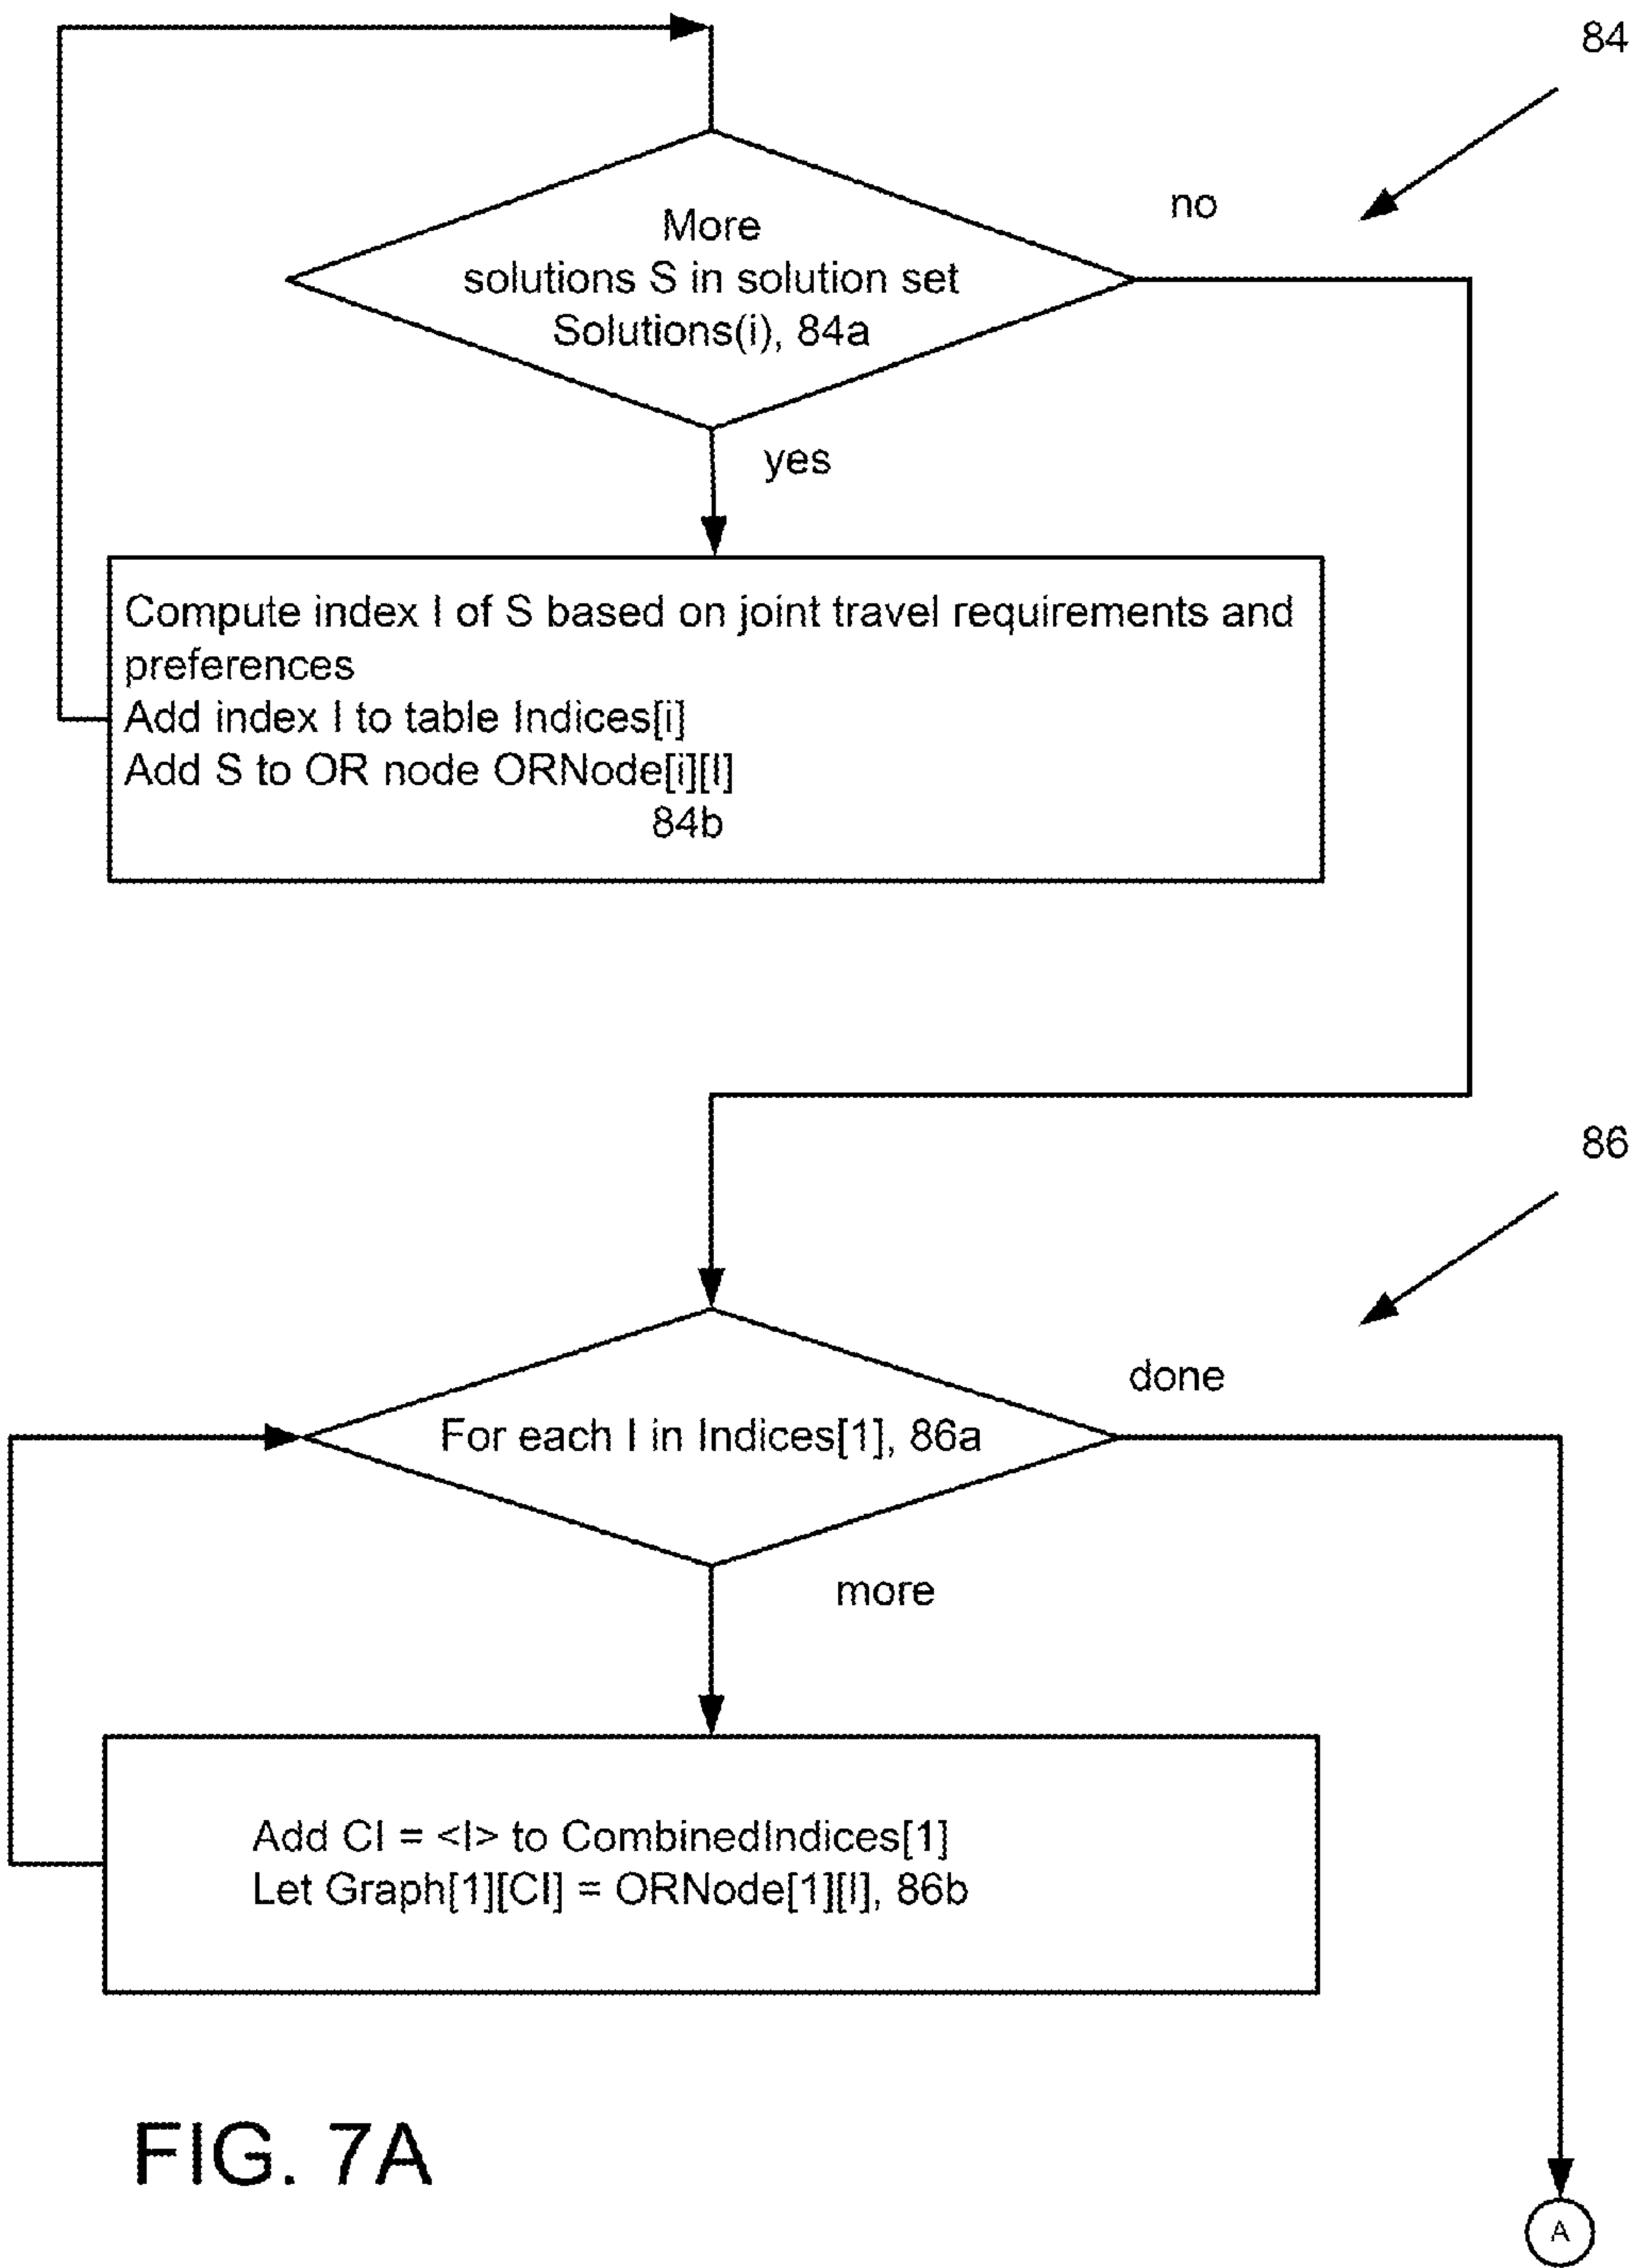 84
no
More
solutions S in solution set
Solutions(i), 84a
yes
Compute index I of S based on joint travel requirements and
preferences
Add index I to table Indices[i]
Add S to OR node ORNode[i][I]
84b
86
done
For each I in Indices[1], 86a
more
Add CI = <I> to CombinedIndices[1]
Let Graph[1][CI] = ORNode[1][I], 86b
FIG. 7A
A